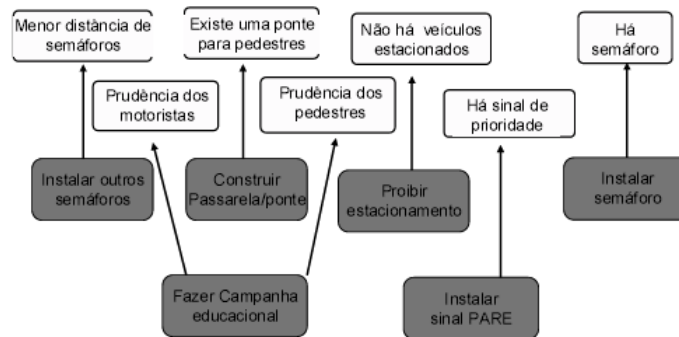 Menor distância de
semáforos
Existe uma ponte
para pedestres
Não há veículos
estacionados
Há
semáforo
Prudência dos
motoristas
Prudência dos
pedestres
Há sinal de
prioridade
Instalar outros
semáforos
Construir
Passarela/ponte
Proibir
estacionamento
Instalar
semáforo
Fazer Campanha
educacional
Instalar
sinal PARE